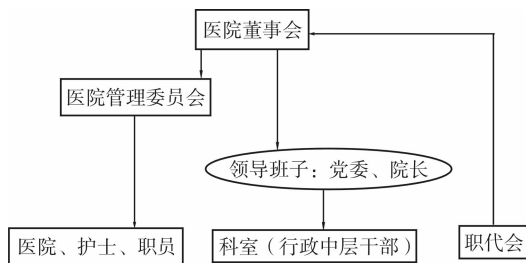 医院董事会
医院管理委员会
领导班子：党委、院长
医院、护士、职员
科室（行政中层干部）
职代会